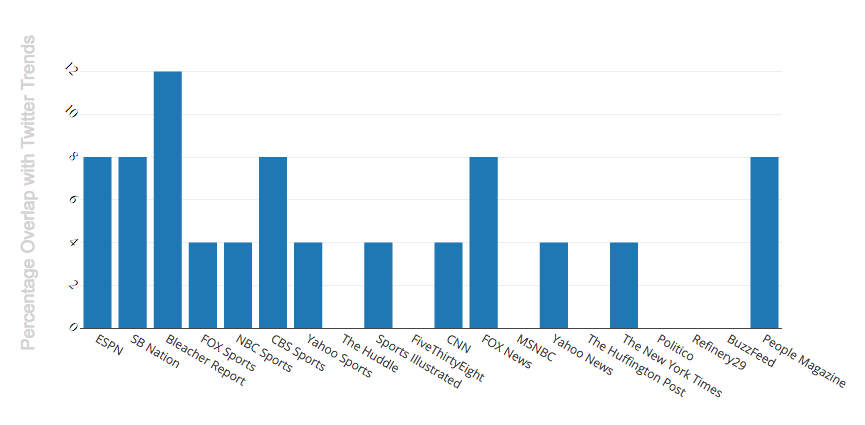 Percentage Overlap with Twitter Trends
12
10
8
6
4
2
0
ESPN
SB Nation
Bleacher Report
FOX Sports
NBC Sports
CBS Sports
Yahoo Sports
The Huddle
Sports Illustrated
FiveThirtyEight
CNN
FOX News
MSNBC
Yahoo News
The Huffington Post
The New York Times
Politico
Refinery29
BuzzFeed
People Magazine